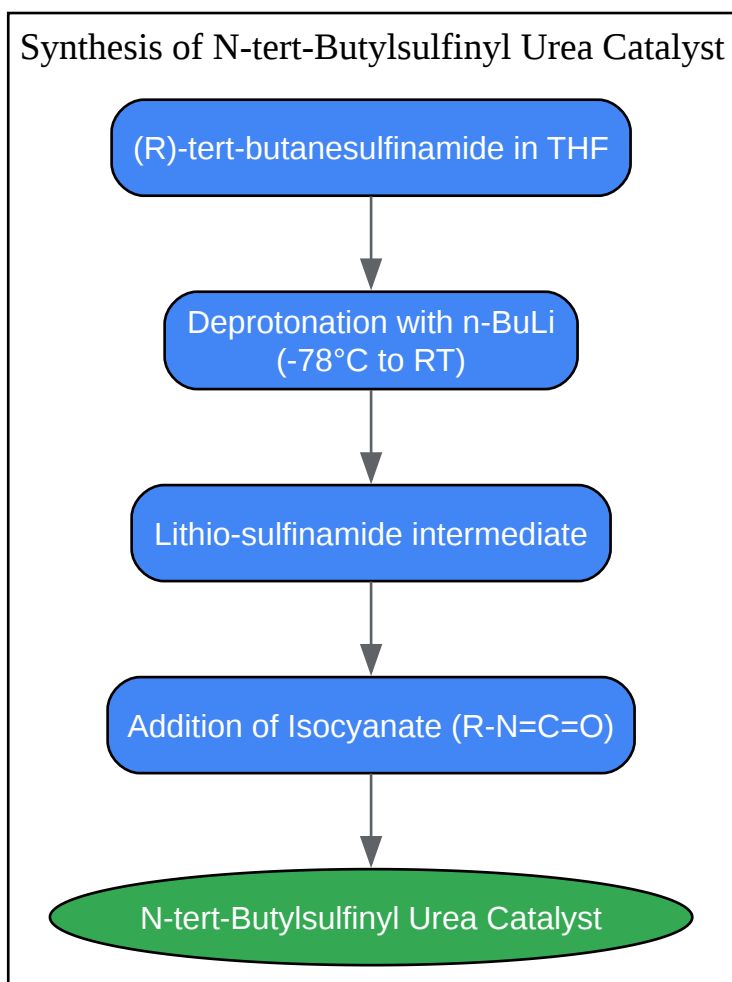 Synthesis of N-tert-Butylsulfinyl Urea Catalyst
(R)-tert-butanesulfinamide in THF
Deprotonation with n-BuLi
(-78°C to RT)
Lithio-sulfinamide intermediate
Addition of Isocyanate (R-N=C=O)
N-tert-Butylsulfinyl Urea Catalyst